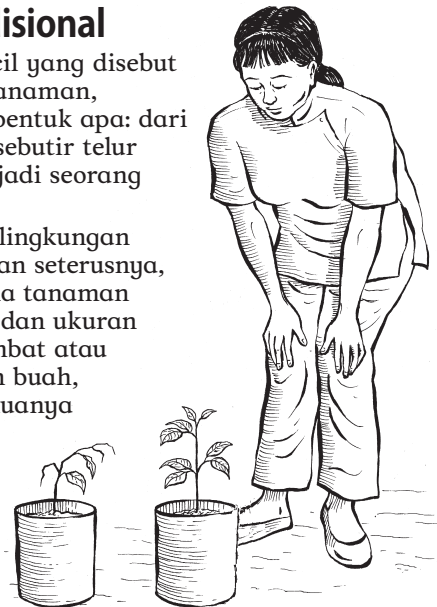 isional
cil yang disebut
anaman,
bentuk apa: dari
sebutir telur
jadi seorang
lingkungan
an seterusnya,
a tanaman
dan ukuran
mbat atau
n buah,
uanya